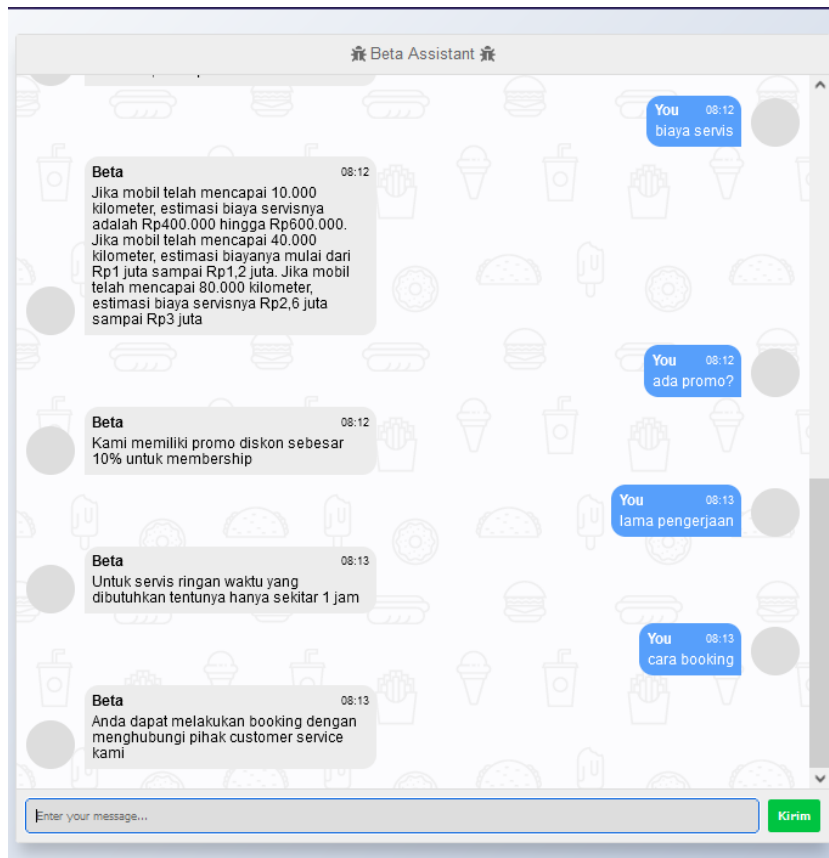 Beta Assistant
You 08:12
biaya servis
Beta 08:12
Jika mobil telah mencapai 10.000
kilometer, estimasi biaya servisnya
adalah Rp400.000 hingga Rp600.000.
Jika mobil telah mencapai 40.000
kilometer, estimasi biayanya mulai dari
Rp1 juta sampai Rp1,2 juta. Jika mobil
telah mencapai 80.000 kilometer,
estimasi biaya servisnya Rp2,6 juta
sampai Rp3 juta
You 08:12
ada promo?
Beta 08:12
Kami memiliki promo diskon sebesar
10% untuk membership
You 08:13
lama pengerjaan
Beta 08:13
Untuk servis ringan waktu yang
dibutuhkan tentunya hanya sekitar 1 jam
You 08:13
cara booking
Beta 08:13
Anda dapat melakukan booking dengan
menghubungi pihak customer service
kami
Enter your message...
Kirim